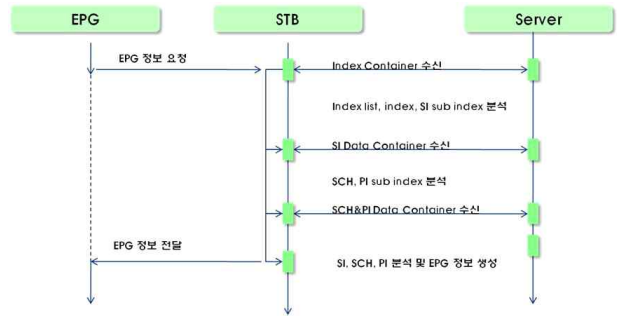 EPG
STB
Server
EPG 정보 요청
Index Container 수신
Index list, index, SI sub index 분석
SI Data Container 수신
SCH, PI sub index 분석
SCH&PI Data Container 수신
EPG 정보 전달
SI, SCH, PI 분석 및 EPG 정보 생성